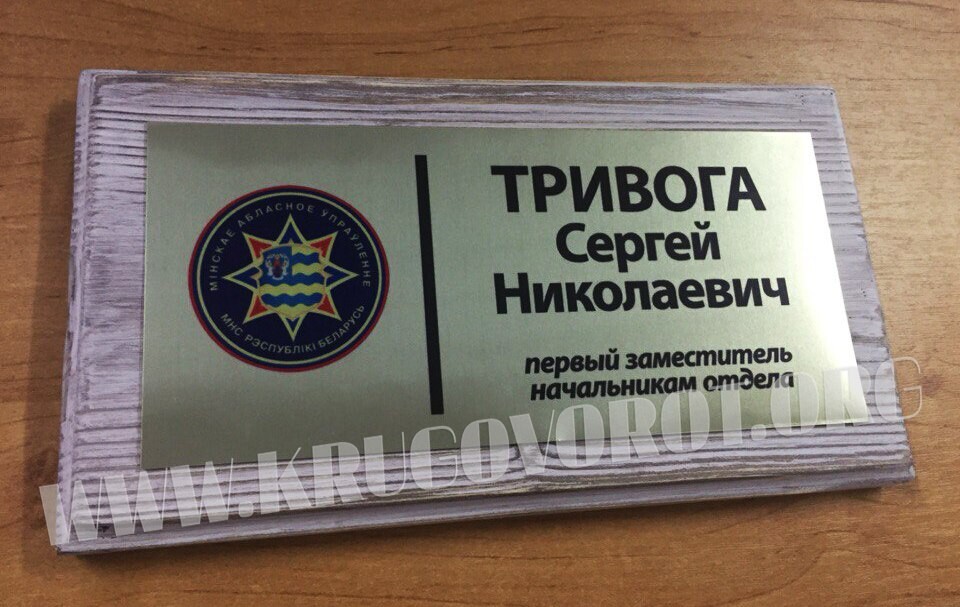 МІНСКАЕ АБЛАСНОЕ УПРАЎЛЕННЕ
МНС РЭСПУБЛІКІ БЕЛАРУСЬ
ТРИВОГА
Сергей
Николаевич
первый заместитель
начальникам отдела
WWW.KRUGOVOROT.ORG